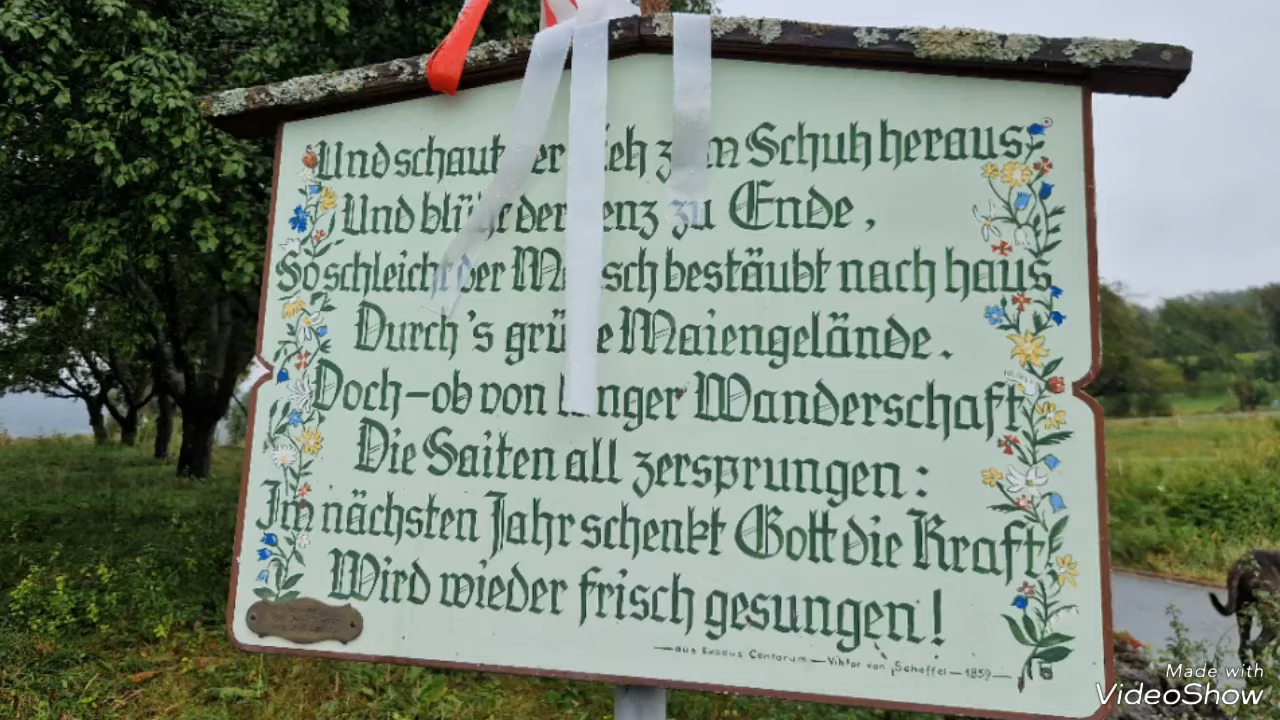 Und schaut der Zeh zum Schuh heraus,
Und blüht der Lenz zu Ende,
So schleicht der Mensch bestäubt nach haus
Durch's grüne Maiengelände.
Doch-ob von langer Wanderschaft
Die Saiten all zersprungen:
Im nächsten Jahr schenkt Gott die Kraft,
Wird wieder frisch gesungen!
—aus Exodus Cantorum—Viktor von Scheffel—1859—
Made with
VideoShow